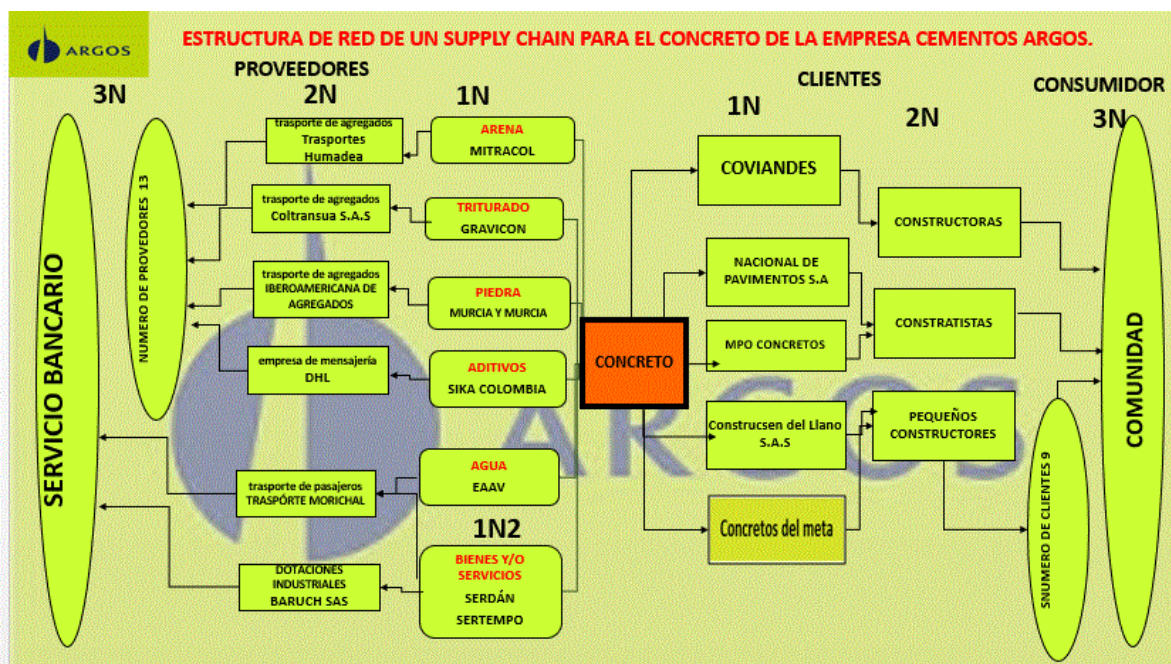 ARGOS
ESTRUCTURA DE RED DE UN SUPPLY CHAIN PARA EL CONCRETO DE LA EMPRESA CEMENTOS ARGOS.
PROVEEDORES
3N
2N
1N
CLIENTES
1N
2N
CONSUMIDOR
3N
SERVICIO BANCARIO
NUMERO DE PROVEDORES 13
trasporte de agregados
Trasportes
Humadea
trasporte de agregados
Coltransua S.A.S
trasporte de agregados
IBEROAMERICANA DE
AGREGADOS
empresa de mensajería
DHL
trasporte de pasajeros
TRASPÓRTE MORICHAL
DOTACIONES
INDUSTRIALES
BARUCH SAS
ARENA
MITRACOL
TRITURADO
GRAVICON
PIEDRA
MURCIA Y MURCIA
ADITIVOS
SIKA COLOMBIA
AGUA
EAAV
1N2
BIENES Y/O
SERVICIOS
SERDÁN
SERTEMPO
CONCRETO
COVIANDES
NACIONAL DE
PAVIMENTOS S.A
MPO CONCRETOS
Construcsen del Llano
S.A.S
Concretos del meta
CONSTRUCTORAS
CONSTRATISTAS
PEQUEÑOS
CONSTRUCTORES
SNUMERO DE CLIENTES 9
COMUNIDAD
ARGOS